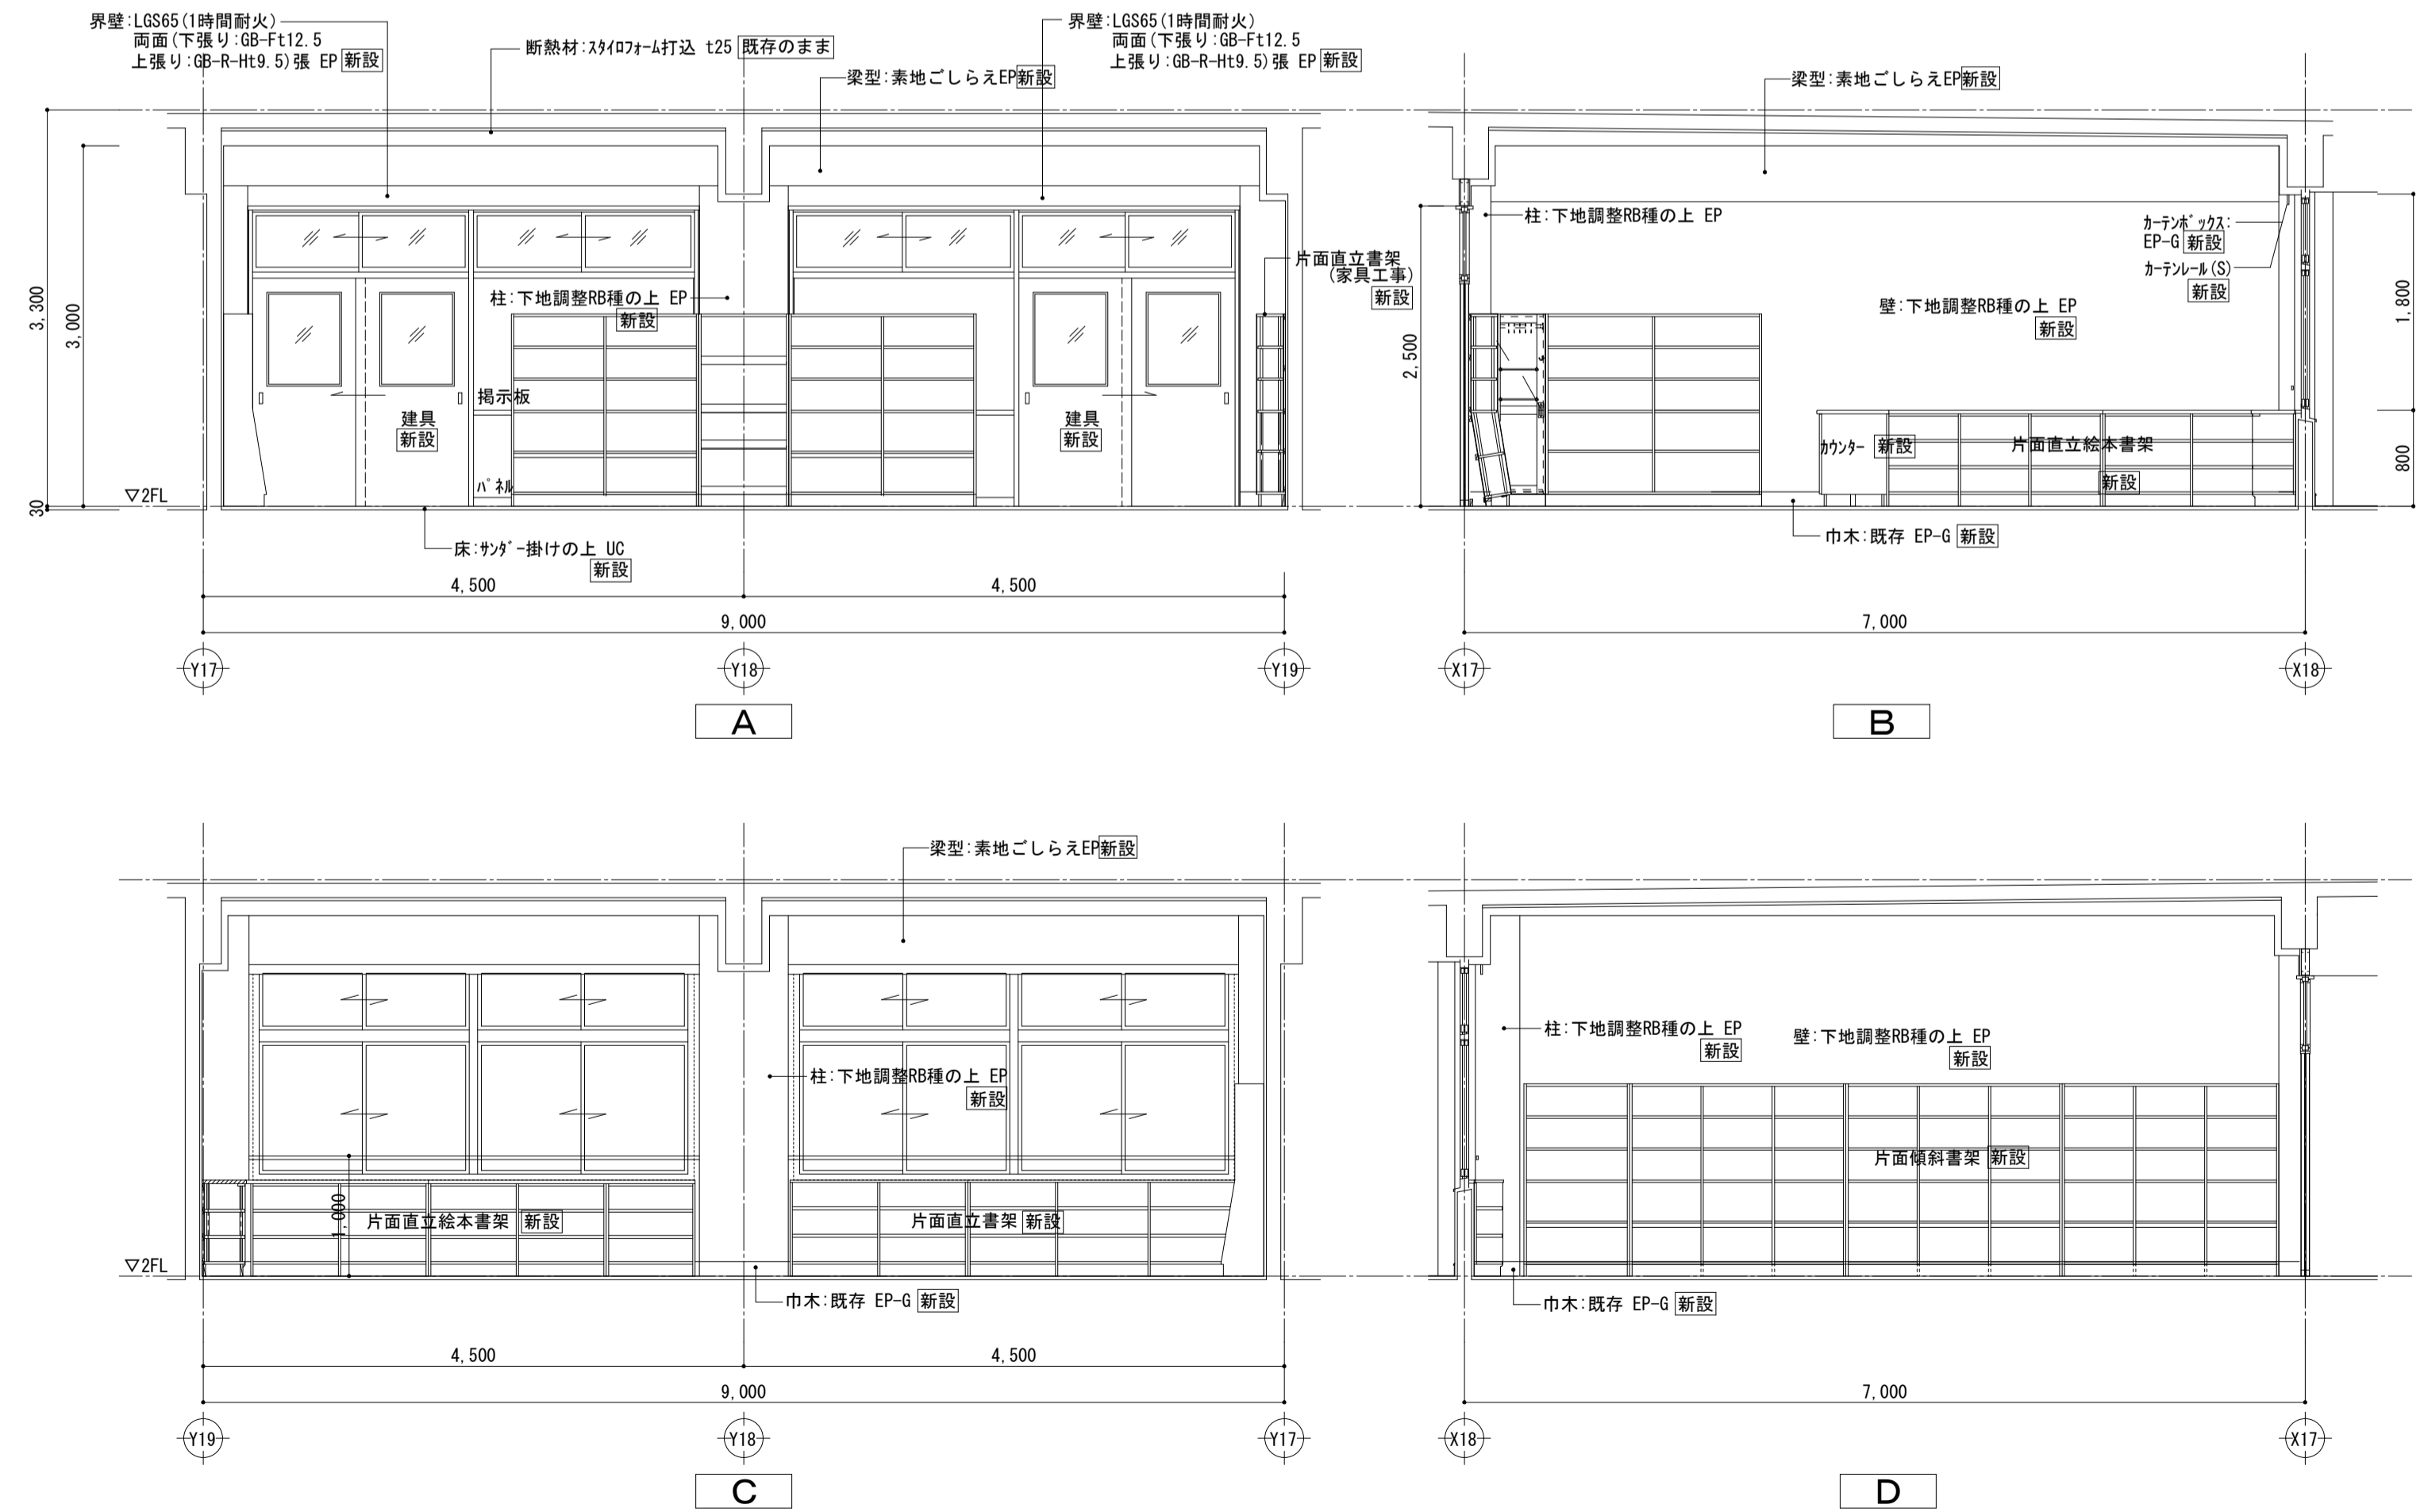 界壁:LGS65(1時間耐火)
両面(下張り:GB-Ft12.5
上張り:GB-R-Ht9.5)張 EP 新設
断熱材:スタイロフォーム打込 t25 既存のまま
梁型:素地ごしらえEP新設
界壁:LGS65(1時間耐火)
両面(下張り:GB-Ft12.5
上張り:GB-R-Ht9.5)張 EP 新設
3,300
3,000
30
▽2FL
柱:下地調整RB種の上 EP
新設
掲示板
パネル
建具
新設
建具
新設
片面直立書架
(家具工事)
新設
床:サンダー掛けの上 UC
新設
4,500
4,500
9,000
Y17
Y18
Y19
A
梁型:素地ごしらえEP新設
柱:下地調整RB種の上 EP
カーテンボックス:
EP-G 新設
カーテンレール(S)
新設
壁:下地調整RB種の上 EP
新設
2,500
1,800
800
カウンター 新設
片面直立絵本書架
新設
巾木:既存 EP-G 新設
7,000
X17
X18
B
梁型:素地ごしらえEP新設
柱:下地調整RB種の上 EP
新設
1,000
片面直立絵本書架 新設
片面直立書架 新設
▽2FL
巾木:既存 EP-G 新設
4,500
4,500
9,000
Y19
Y18
Y17
C
柱:下地調整RB種の上 EP
新設
壁:下地調整RB種の上 EP
新設
片面傾斜書架 新設
巾木:既存 EP-G 新設
7,000
X18
X17
D